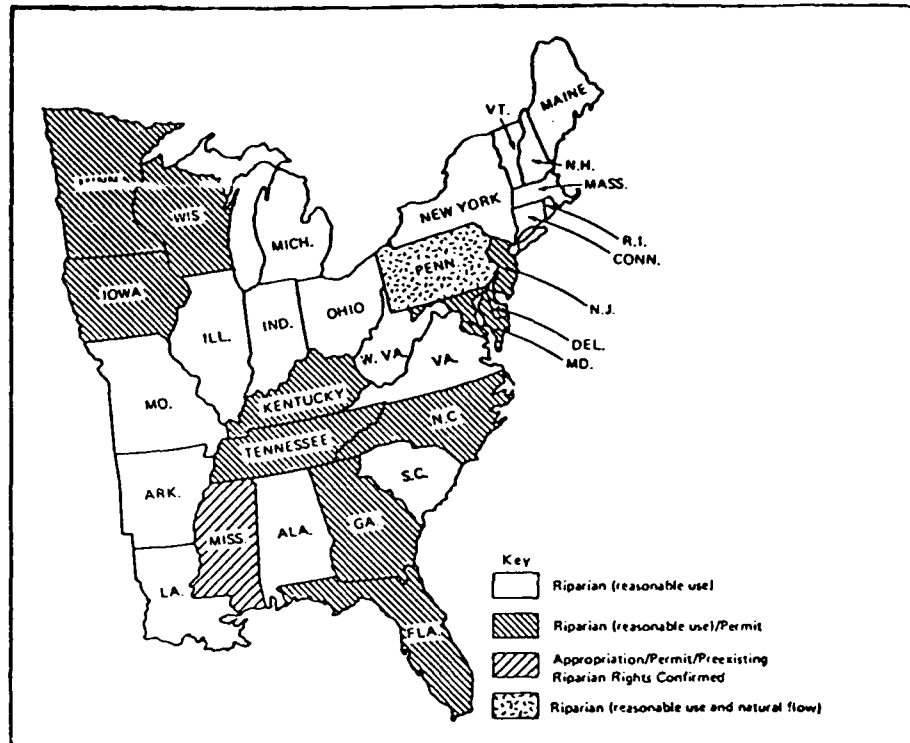 MAINE
VT.
N.H.
MASS.
NEW YORK
R.I.
CONN.
MICH.
WIS
PENN
IOWA
N.J.
ILL.
IND.
OHIO
DEL.
MD.
W. VA.
VA.
MO.
KENTUCKY
N.C.
TENNESSEE
S.C.
ARK.
MISS.
ALA.
GA.
LA.
FLA.
Key
Riparian (reasonable use)
Riparian (reasonable use)/Permit
Appropriation/Permit/Preexisting
Riparian Rights Confirmed
Riparian (reasonable use and natural flow)